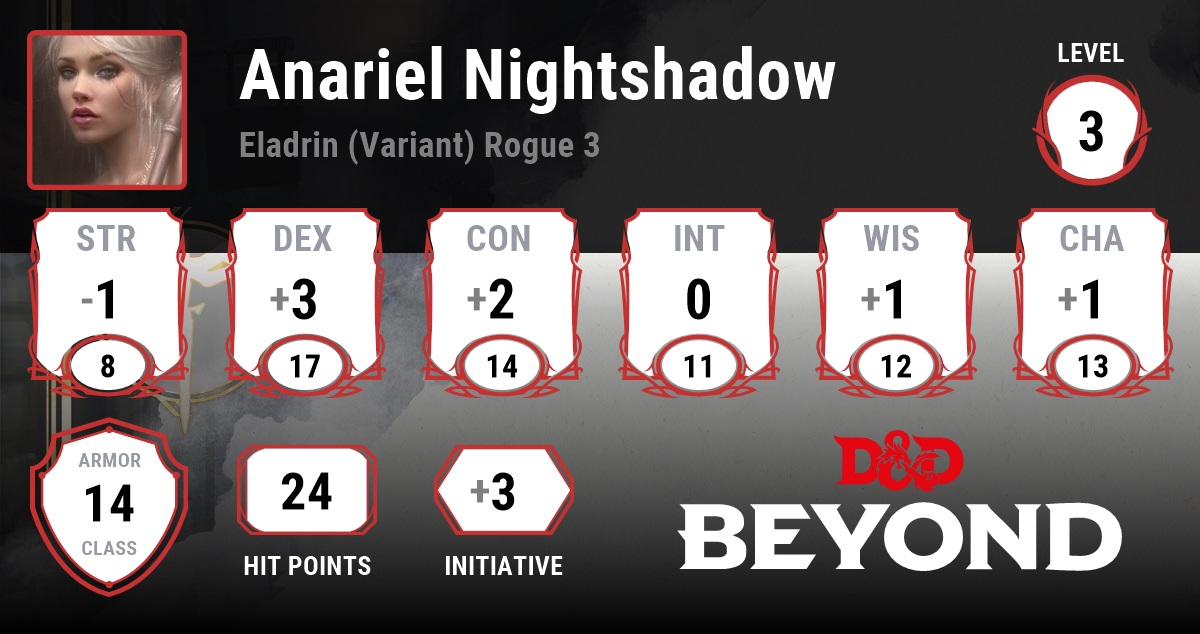 Anariel Nightshadow
Eladrin (Variant) Rogue 3
LEVEL
3
STR
-1
8
DEX
+3
17
CON
+2
14
INT
0
11
WIS
+1
12
CHA
+1
13
ARMOR
14
CLASS
24
HIT POINTS
+3
INITIATIVE
D&D
BEYOND